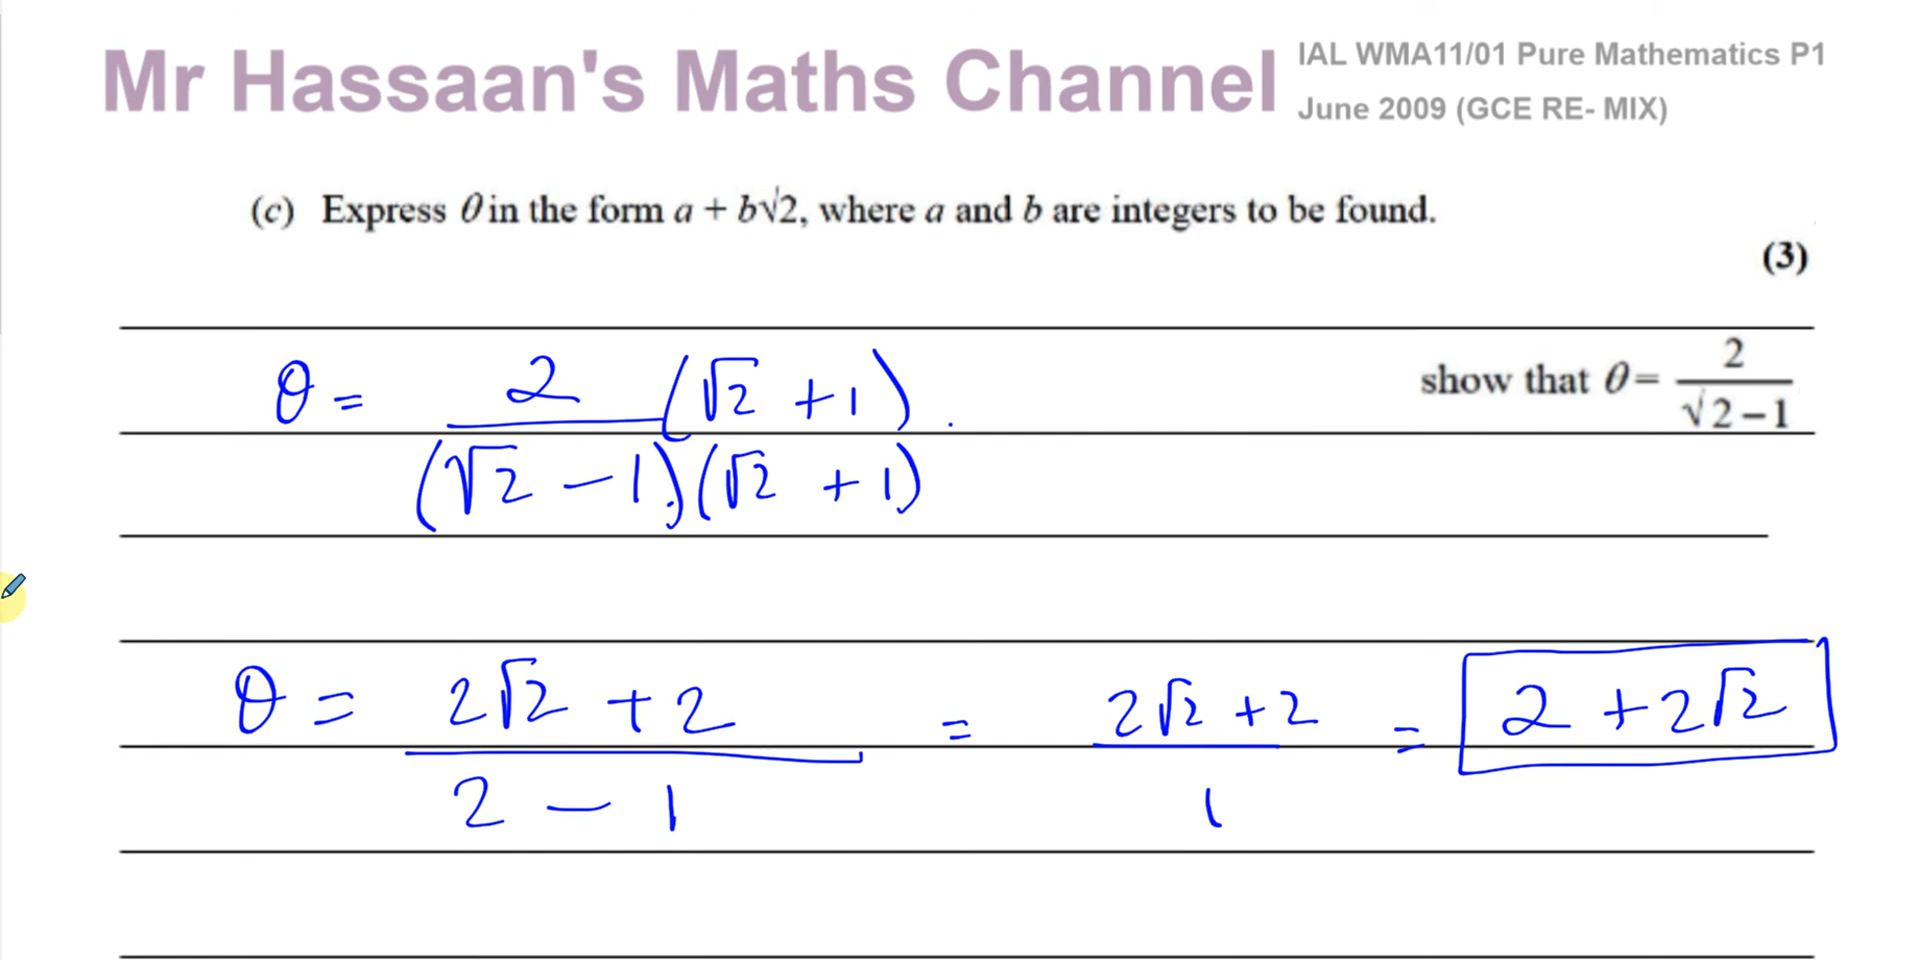 Mr Hassaan's Maths Channel
IAL WMA11/01 Pure Mathematics P1
June 2009 (GCE RE- MIX)
(c) Express θ in the form a + b√2, where a and b are integers to be found.
(3)
θ = 2 (√2 + 1) .
(√2 − 1)(√2 + 1)
show that θ = 2
√2 − 1
θ = 2√2 + 2 = 2√2 + 2 = 2 + 2√2
2 − 1 1